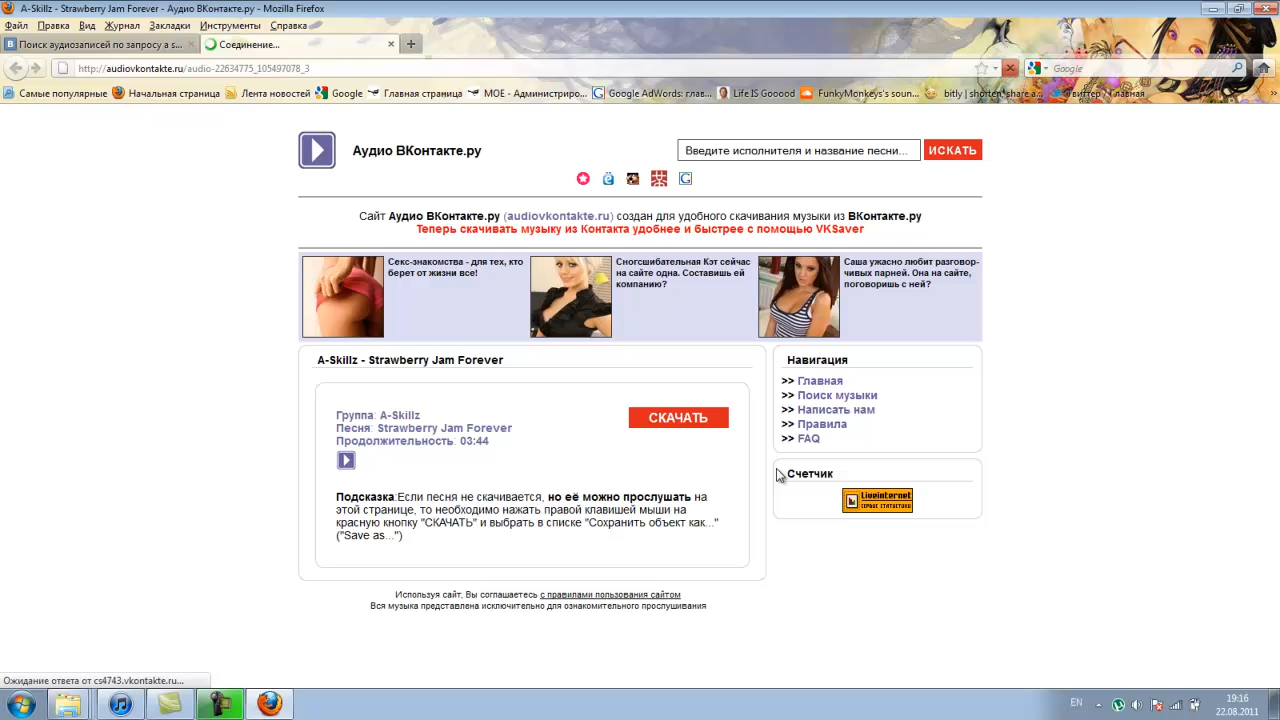 A-Skillz - Strawberry Jam Forever - Аудио ВКонтакте.ру - Mozilla Firefox
Файл Правка Вид Журнал Закладки Инструменты Справка
Поиск аудиозаписей по запросу a s...
Соединение...
http://audiovkontakte.ru/audio-22634775_105497078_3
Google
Самые популярные Начальная страница Лента новостей Google Главная страница МОЕ - Администриро... Google AdWords: глав... Life IS Gooood FunkyMonkeys's soun... bitly | shorten, share a... Твиттер / Главная
Аудио ВКонтакте.ру
Введите исполнителя и название песни...
ИСКАТЬ
Сайт Аудио ВКонтакте.ру (audiovkontakte.ru) создан для удобного скачивания музыки из ВКонтакте.ру
Теперь скачивать музыку из Контакта удобнее и быстрее с помощью VKSaver
Секс-знакомства - для тех, кто
берет от жизни все!
Сногсшибательная Кэт сейчас
на сайте одна. Составишь ей
компанию?
Саша ужасно любит разговор-
чивых парней. Она на сайте,
поговоришь с ней?
A-Skillz - Strawberry Jam Forever
Группа: A-Skillz
Песня: Strawberry Jam Forever
Продолжительность: 03:44
СКАЧАТЬ
Подсказка:Если песня не скачивается, но её можно прослушать на
этой странице, то необходимо нажать правой клавишей мыши на
красную кнопку "СКАЧАТЬ" и выбрать в списке "Сохранить объект как..."
("Save as...")
Навигация
>> Главная
>> Поиск музыки
>> Написать нам
>> Правила
>> FAQ
Счетчик
LiveInternet
Используя сайт, Вы соглашаетесь с правилами пользования сайтом
Вся музыка представлена исключительно для ознакомительного прослушивания
Ожидание ответа от cs4743.vkontakte.ru...
EN
19:16
22.08.2011